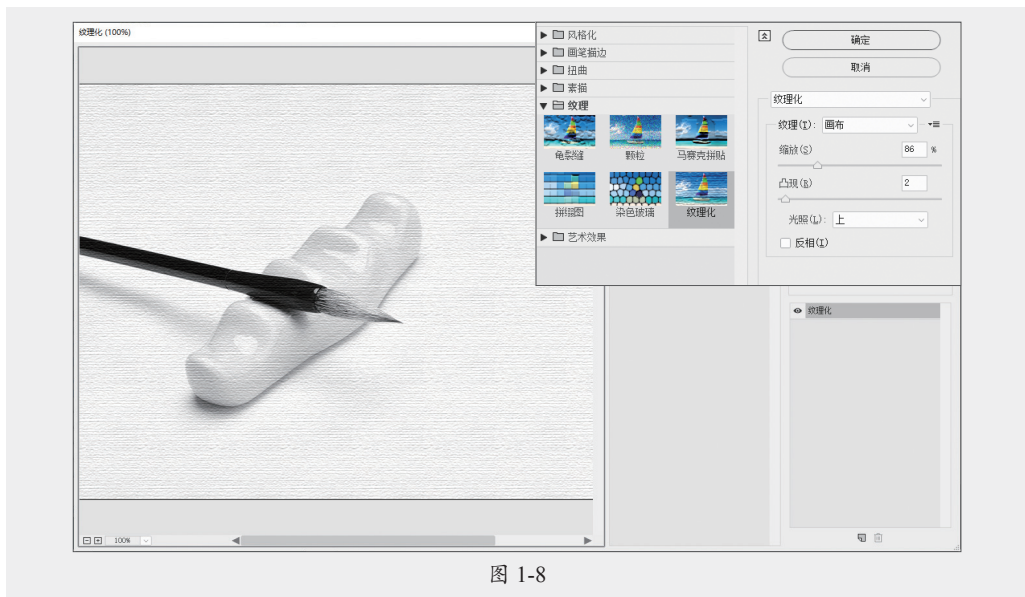 纹理化 (100%)
风格化
画笔描边
扭曲
素描
纹理
龟裂缝 颗粒 马赛克拼贴
拼缀图 染色玻璃 纹理化
艺术效果
确定
取消
纹理化
纹理(T): 画布
缩放(S) 86 %
凸现(R) 2
光照(L): 上
反相(I)
纹理化
100%
图 1-8